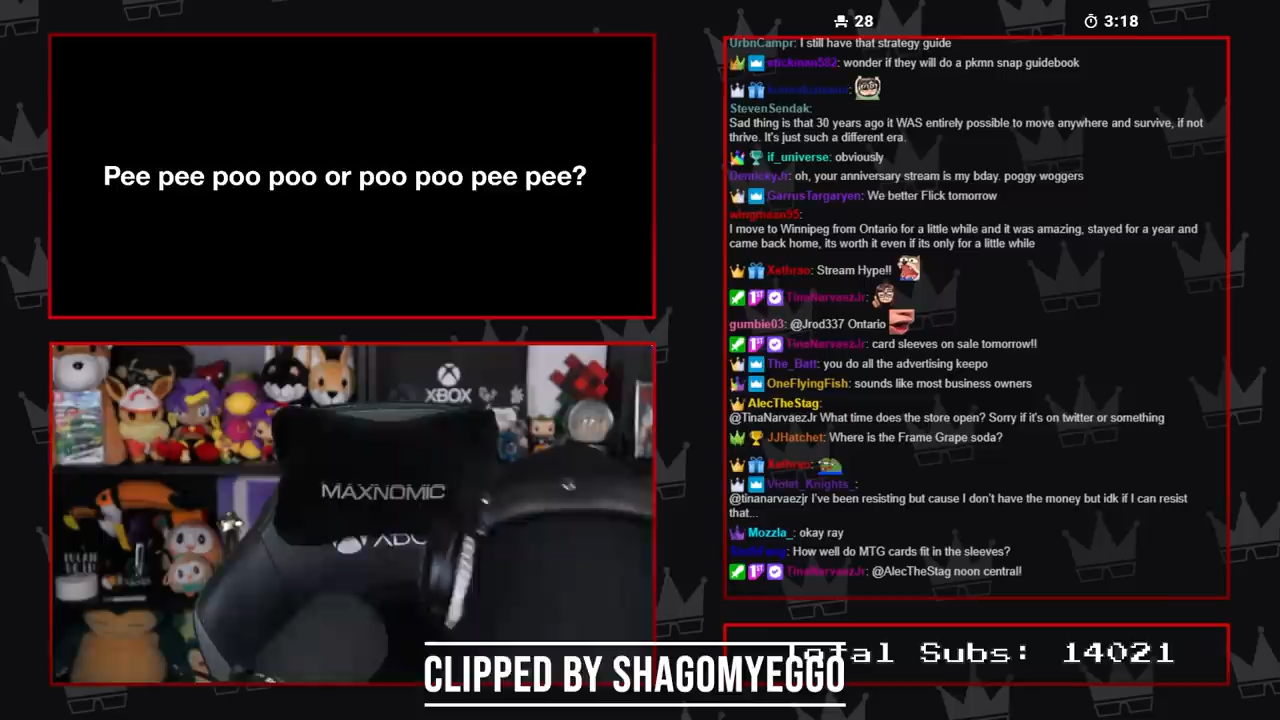 28
3:18
UrbnCampr: I still have that strategy guide
stickman582: wonder if they will do a pkmn snap guidebook
StevenSendak:
Sad thing is that 30 years ago it WAS entirely possible to move anywhere and survive, if not
thrive. It's just such a different era.
if_universe: obviously
DerrickyJr: oh, your anniversary stream is my bday. poggy woggers
GarrusTargaryen: We better Flick tomorrow
wingmaan95:
I move to Winnipeg from Ontario for a little while and it was amazing, stayed for a year and
came back home, its worth it even if its only for a little while
Xethrao: Stream Hype!!
TinaNarvaezJr:
gumbie03: @Jrod337 Ontario
TinaNarvaezJr: card sleeves on sale tomorrow!!
The_Batt: you do all the advertising keepo
OneFlyingFish: sounds like most business owners
AlecTheStag:
@TinaNarvaezJr What time does the store open? Sorry if it's on twitter or something
JJHatchet: Where is the Frame Grape soda?
Xethrao:
Violet_Knights_:
@tinanarvaezjr I've been resisting but cause I don't have the money but idk if I can resist
that...
Mozzla_: okay ray
How well do MTG cards fit in the sleeves?
TinaNarvaezJr: @AlecTheStag noon central!
Pee pee poo poo or poo poo pee pee?
XBOX
MAXNOMIC
XBO
Total Subs: 14021
CLIPPED BY SHAGOMYEGGO